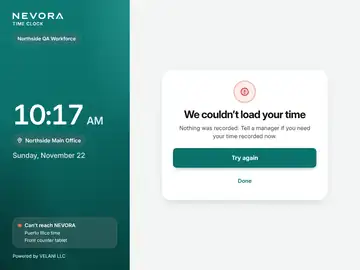 NEVORA
TIME CLOCK
Northside QA Workforce
10:17 AM
Northside Main Office
Sunday, November 22
Can't reach NEVORA
Puerto Rico time
Front counter tablet
Powered by VELANI LLC
We couldn't load your time
Nothing was recorded. Tell a manager if you need
your time recorded now.
Try again
Done